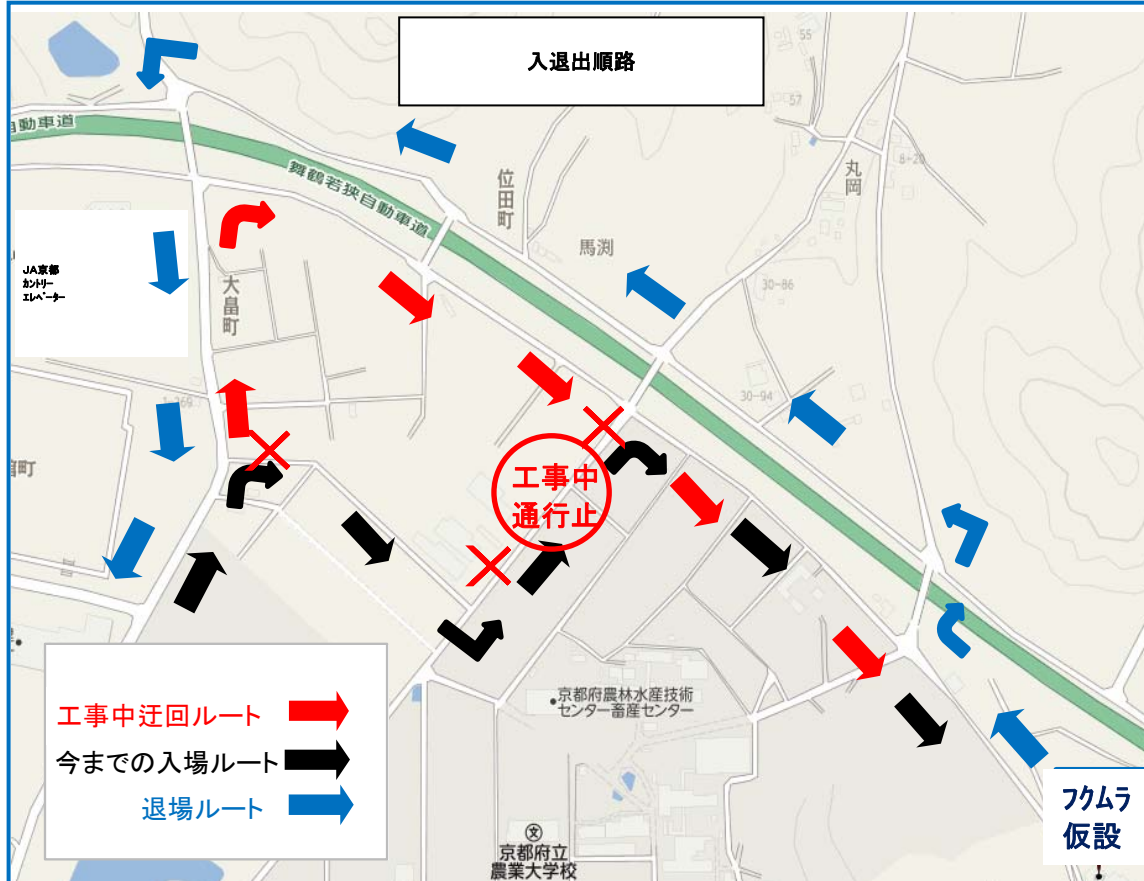 入退出順路
55
57
自動車道
舞鶴若狭自動車道
位田町
丸岡
8-20
馬渕
JA京都
カントリー
エレベーター
大畠町
30-86
30-94
1-269
館町
工事中
通行止
工事中迂回ルート
今までの入場ルート
退場ルート
京都府農林水産技術
センター畜産センター
フクムラ
仮設
文
京都府立
農業大学校